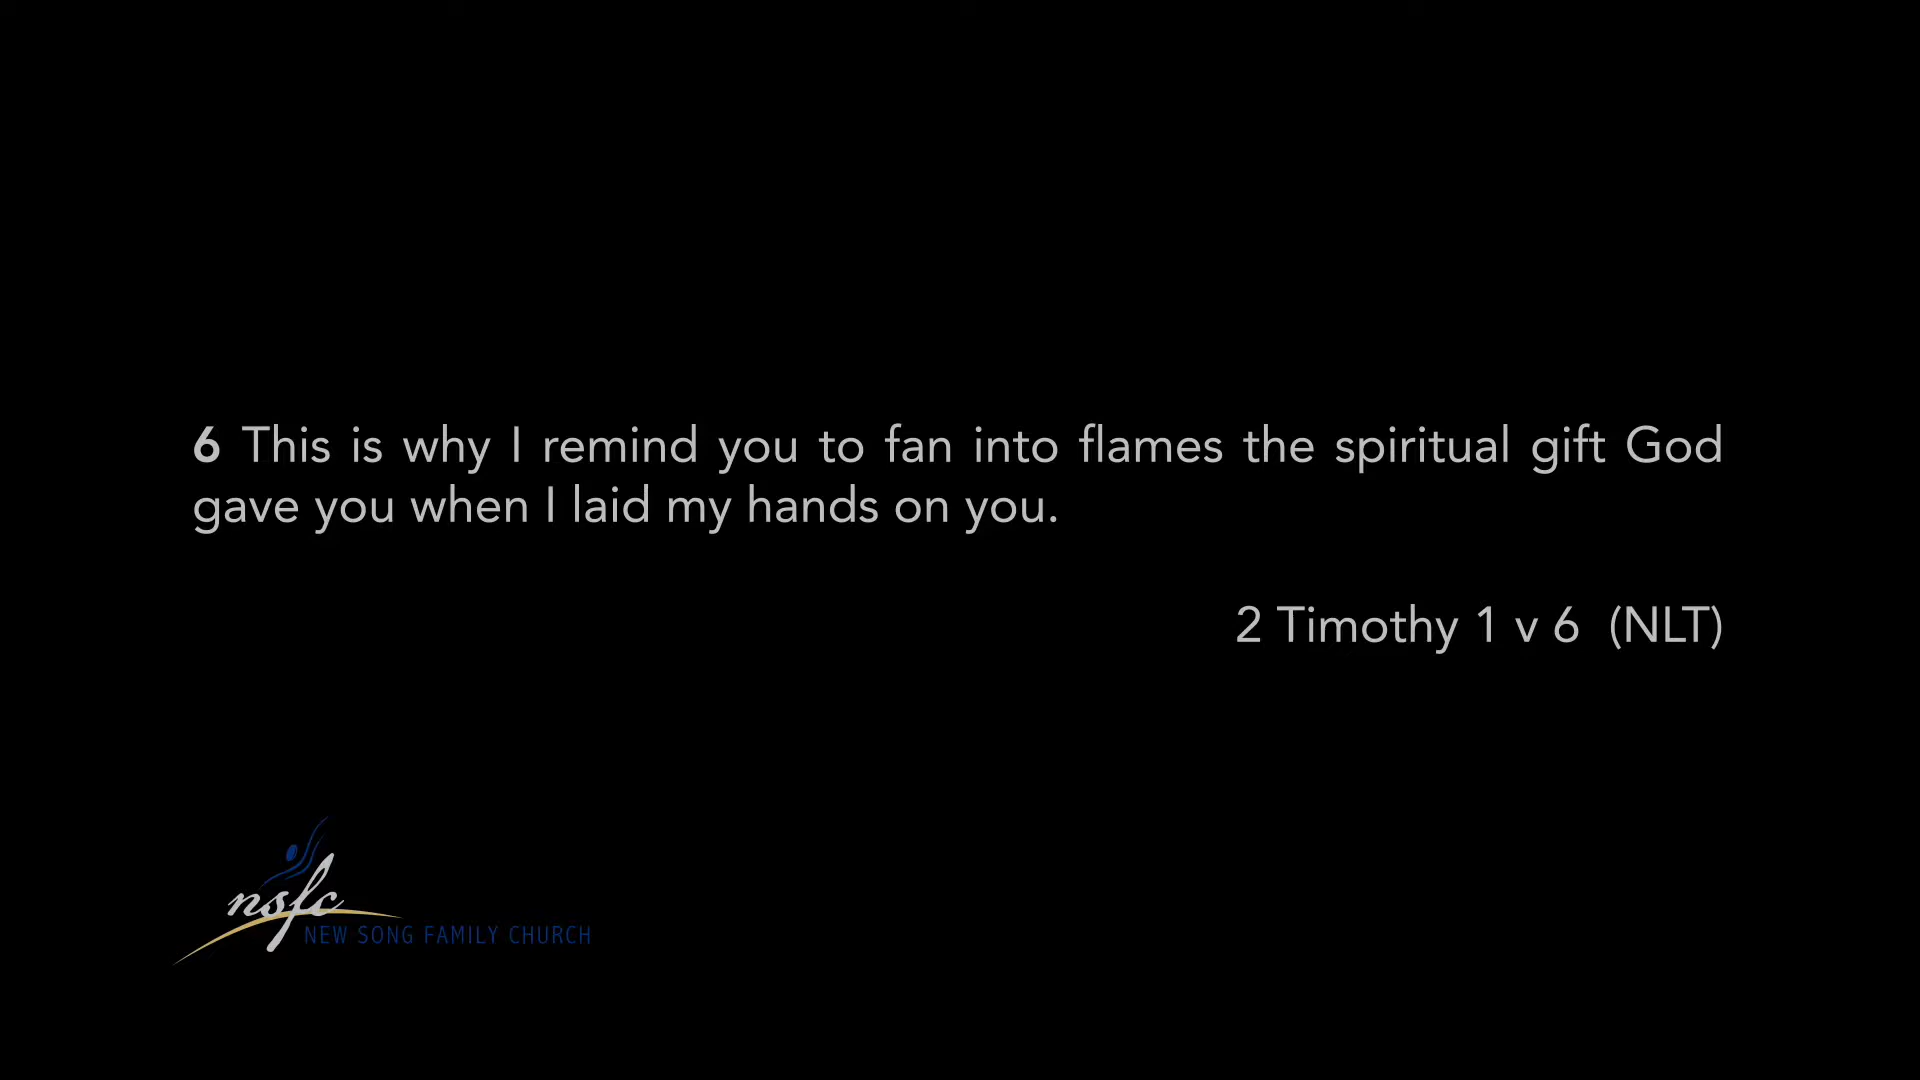 6 This is why I remind you to fan into flames the spiritual gift God
gave you when I laid my hands on you.
2 Timothy 1 v 6 (NLT)
nsfc
NEW SONG FAMILY CHURCH